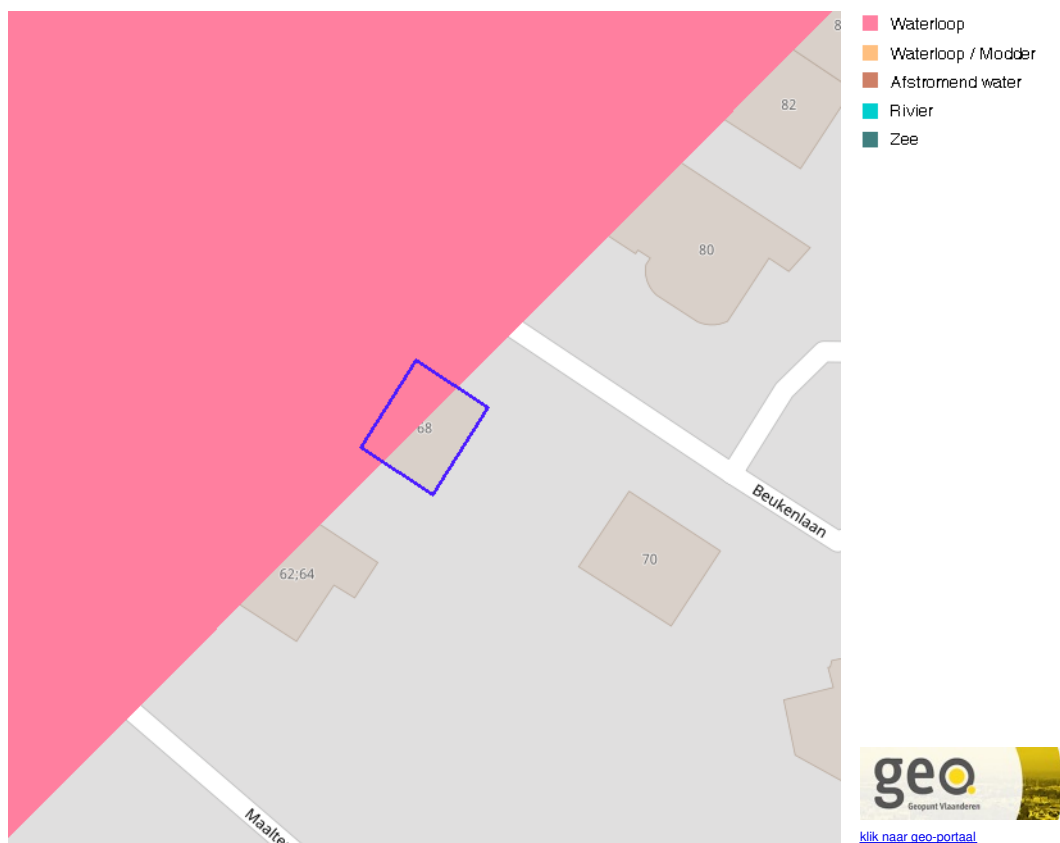 Waterloop
Waterloop / Modder
Afstromend water
Rivier
Zee
82
80
68
Beukenlaan
70
62;64
geo
Geopunt Vlaanderen
klik naar geo-portaal